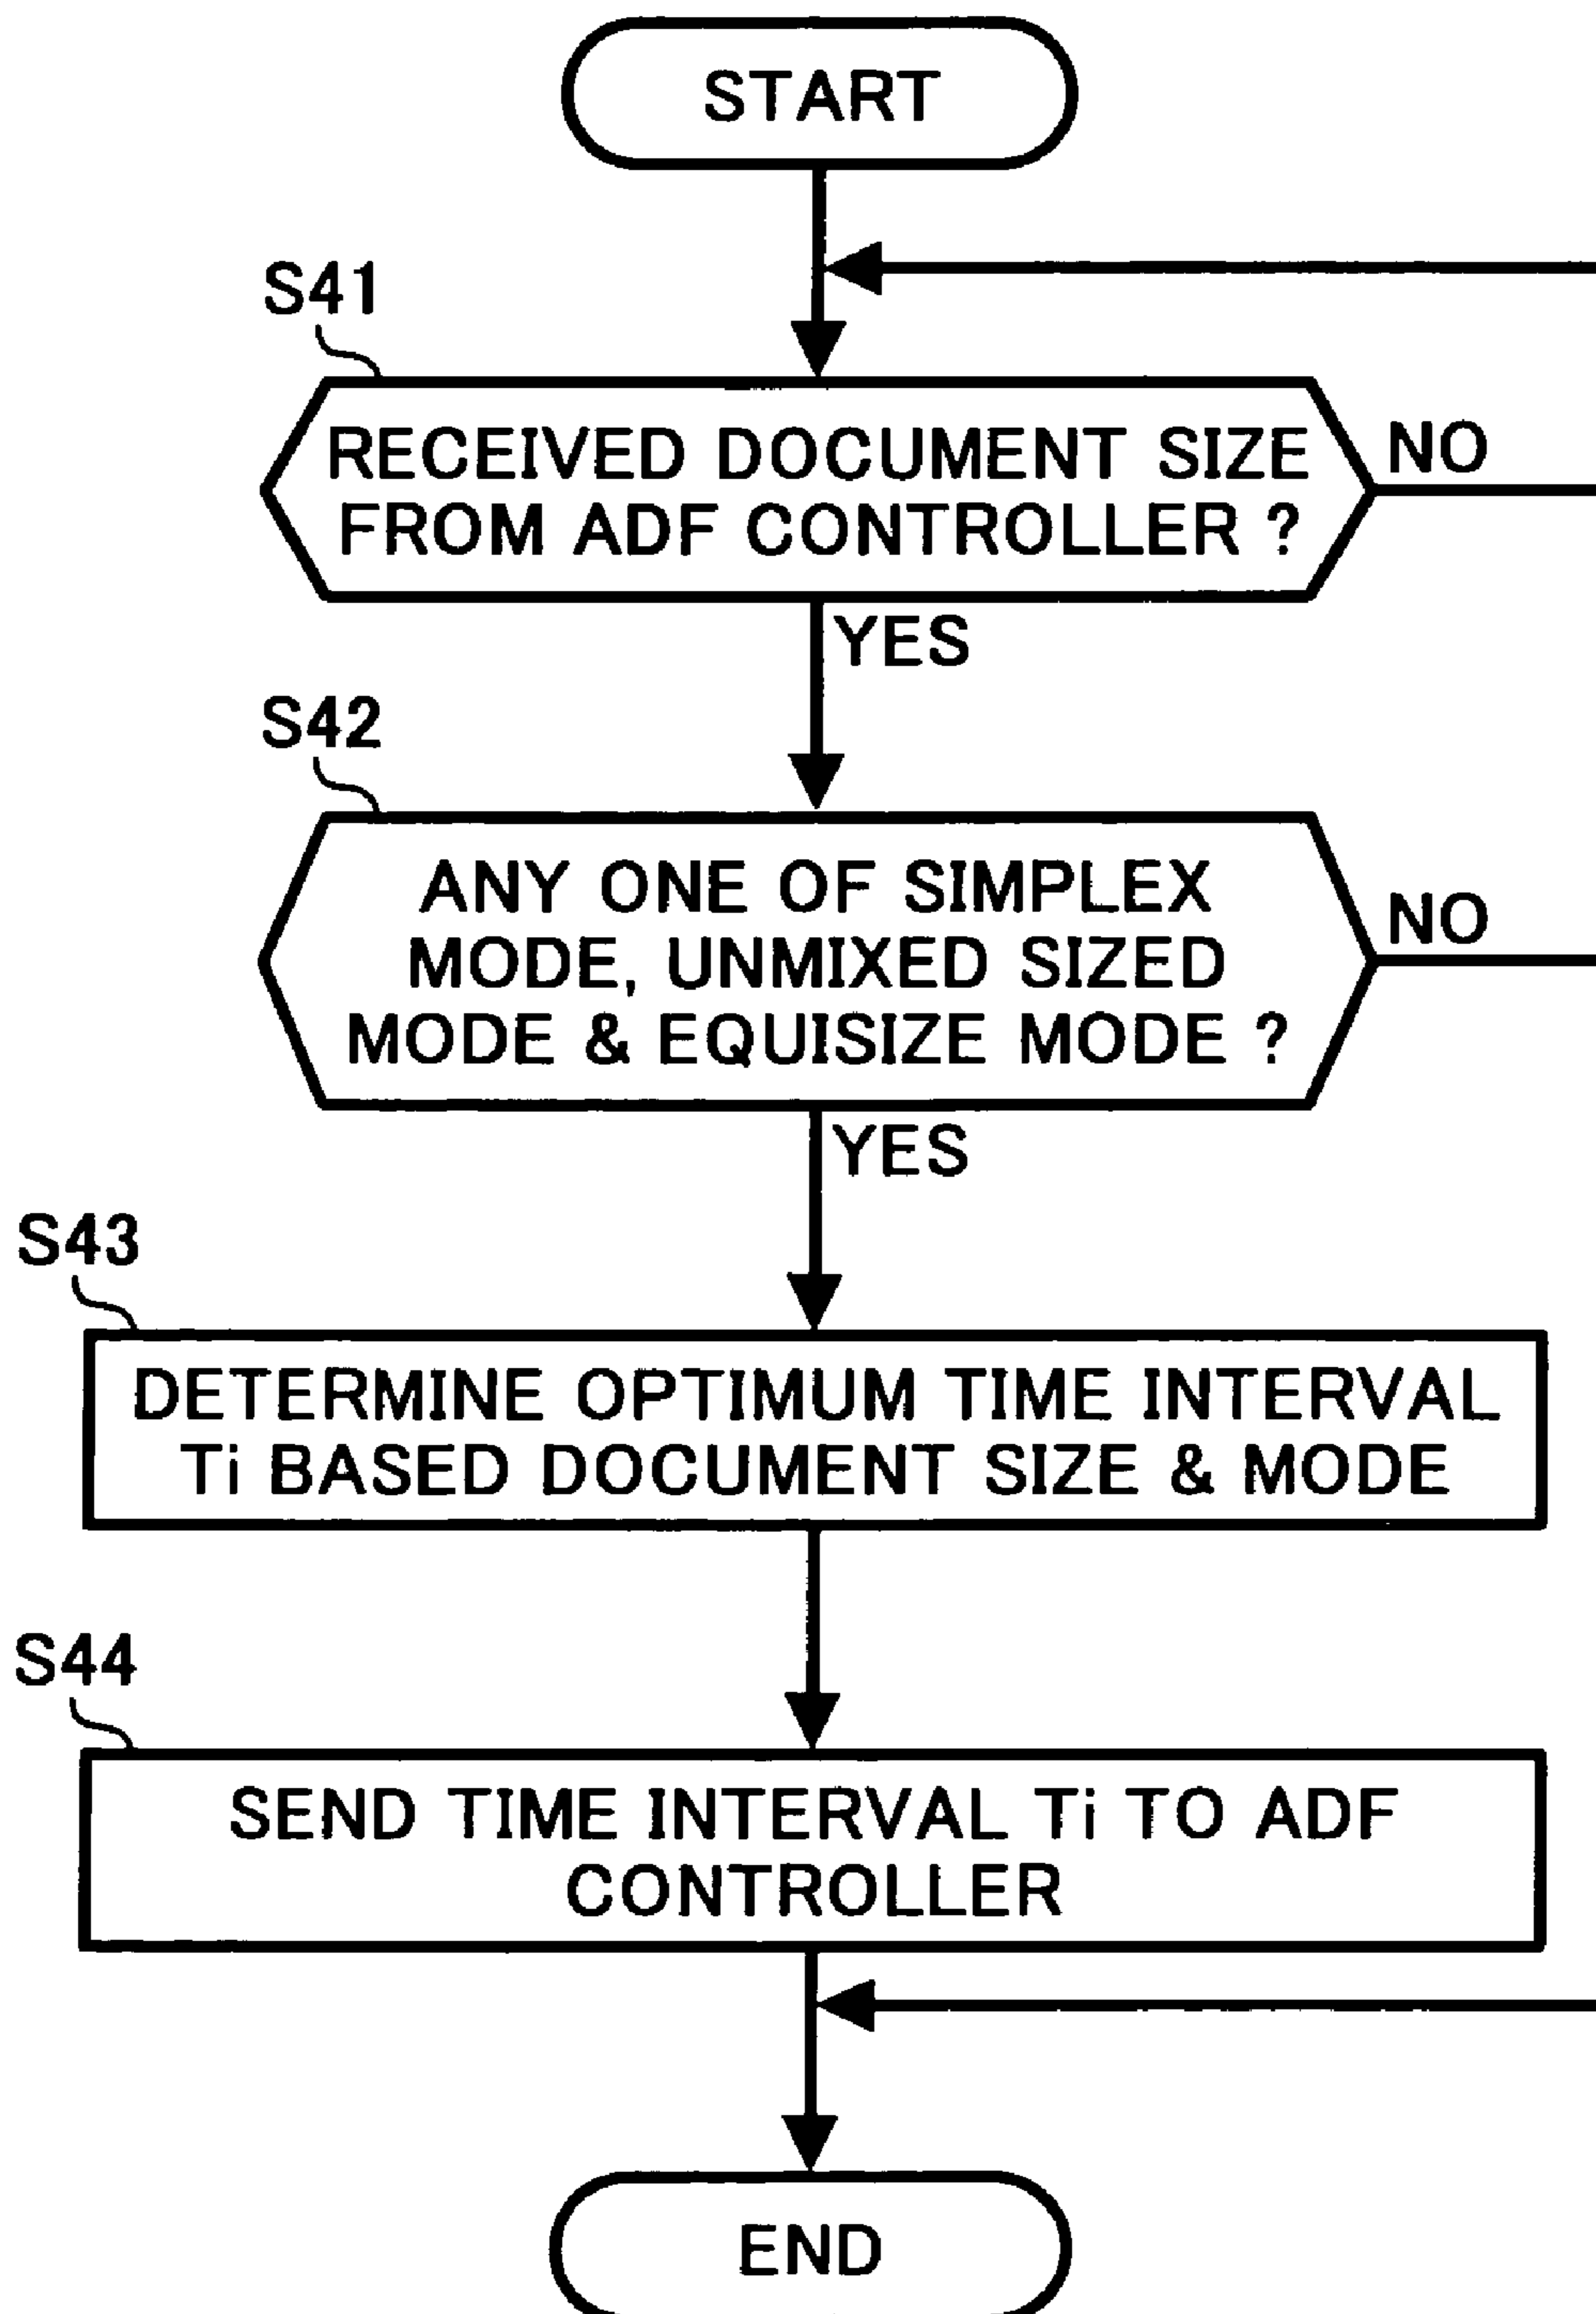 START
S41
RECEIVED DOCUMENT SIZE
FROM ADF CONTROLLER ?
NO
YES
S42
ANY ONE OF SIMPLEX
MODE, UNMIXED SIZED
MODE & EQUISIZE MODE ?
NO
YES
S43
DETERMINE OPTIMUM TIME INTERVAL
Ti BASED DOCUMENT SIZE & MODE
S44
SEND TIME INTERVAL Ti TO ADF
CONTROLLER
END